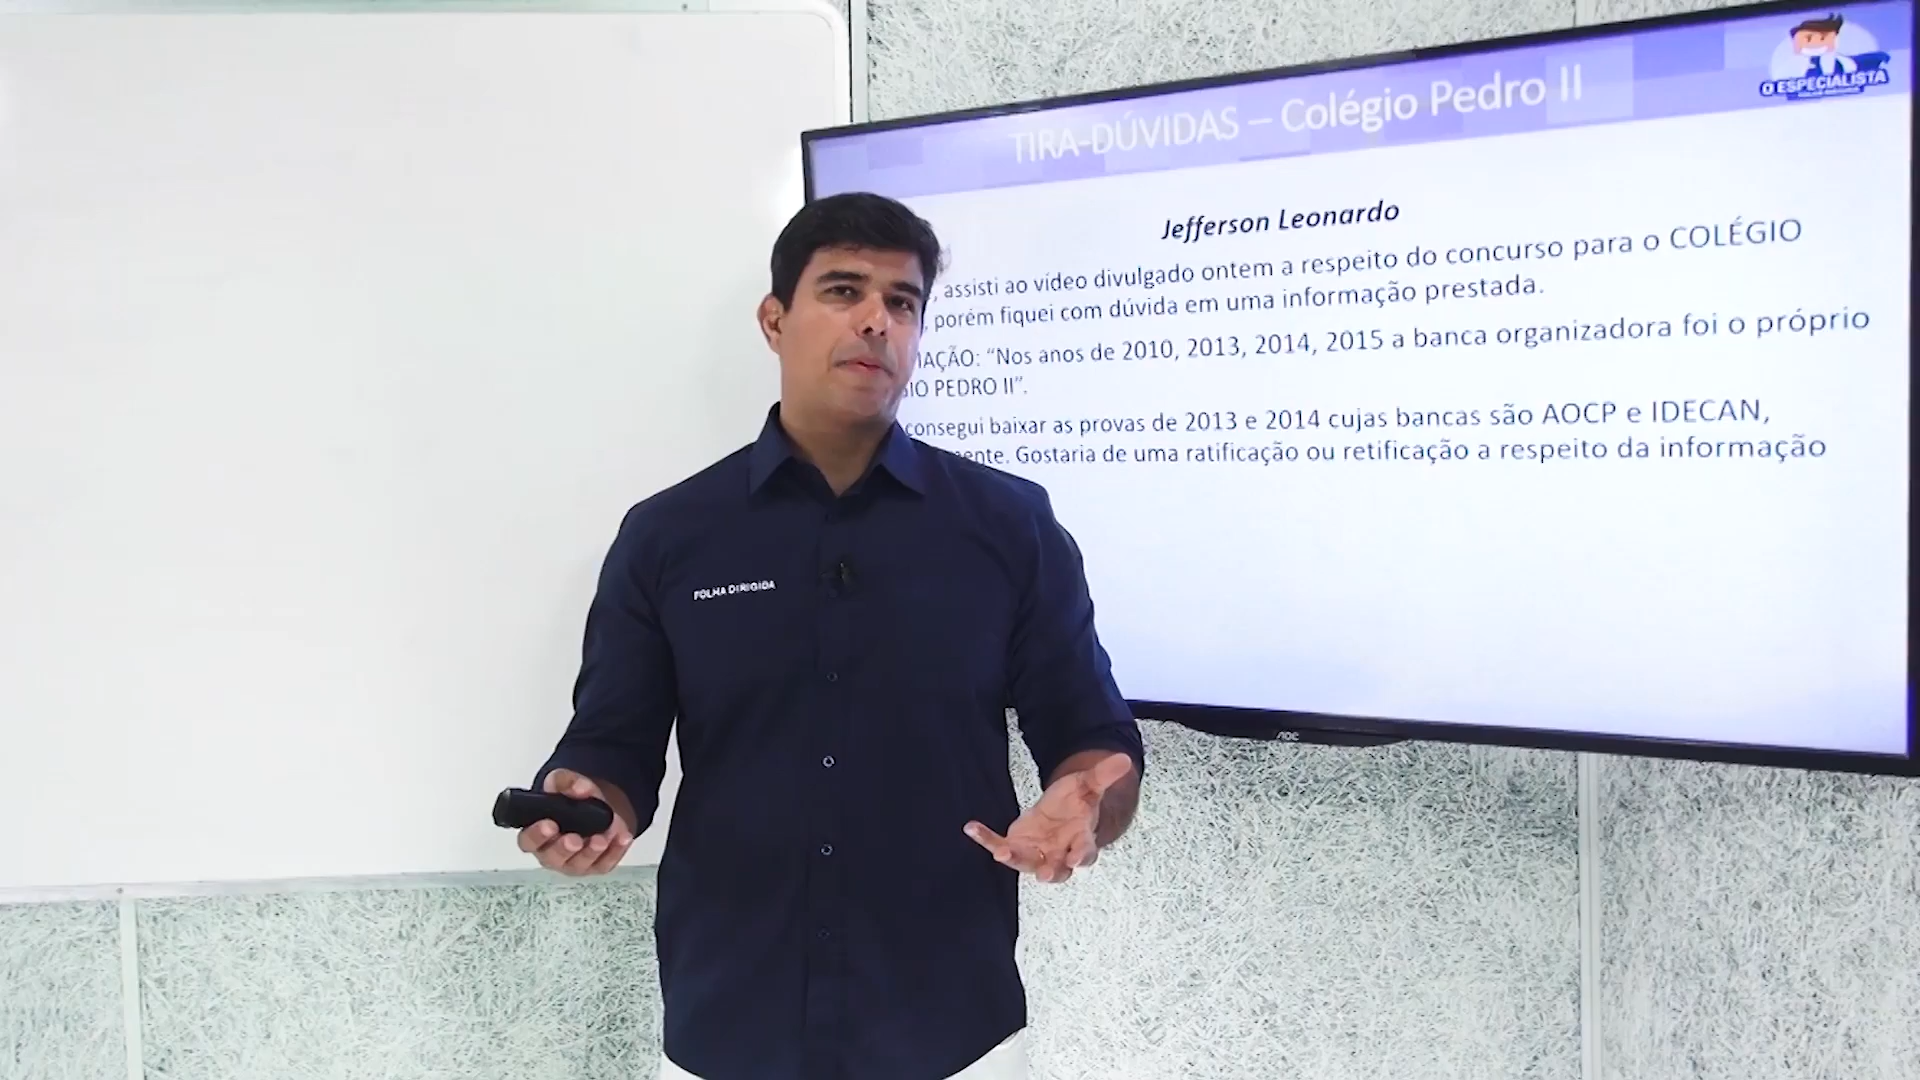 O ESPECIALISTA
TIRA-DÚVIDAS – Colégio Pedro II
Jefferson Leonardo
, assisti ao vídeo divulgado ontem a respeito do concurso para o COLÉGIO
, porém fiquei com dúvida em uma informação prestada.
MAÇÃO: “Nos anos de 2010, 2013, 2014, 2015 a banca organizadora foi o próprio
GIO PEDRO II”.
consegui baixar as provas de 2013 e 2014 cujas bancas são AOCP e IDECAN,
mente. Gostaria de uma ratificação ou retificação a respeito da informação
FOLHA DIRIGIDA
AOC